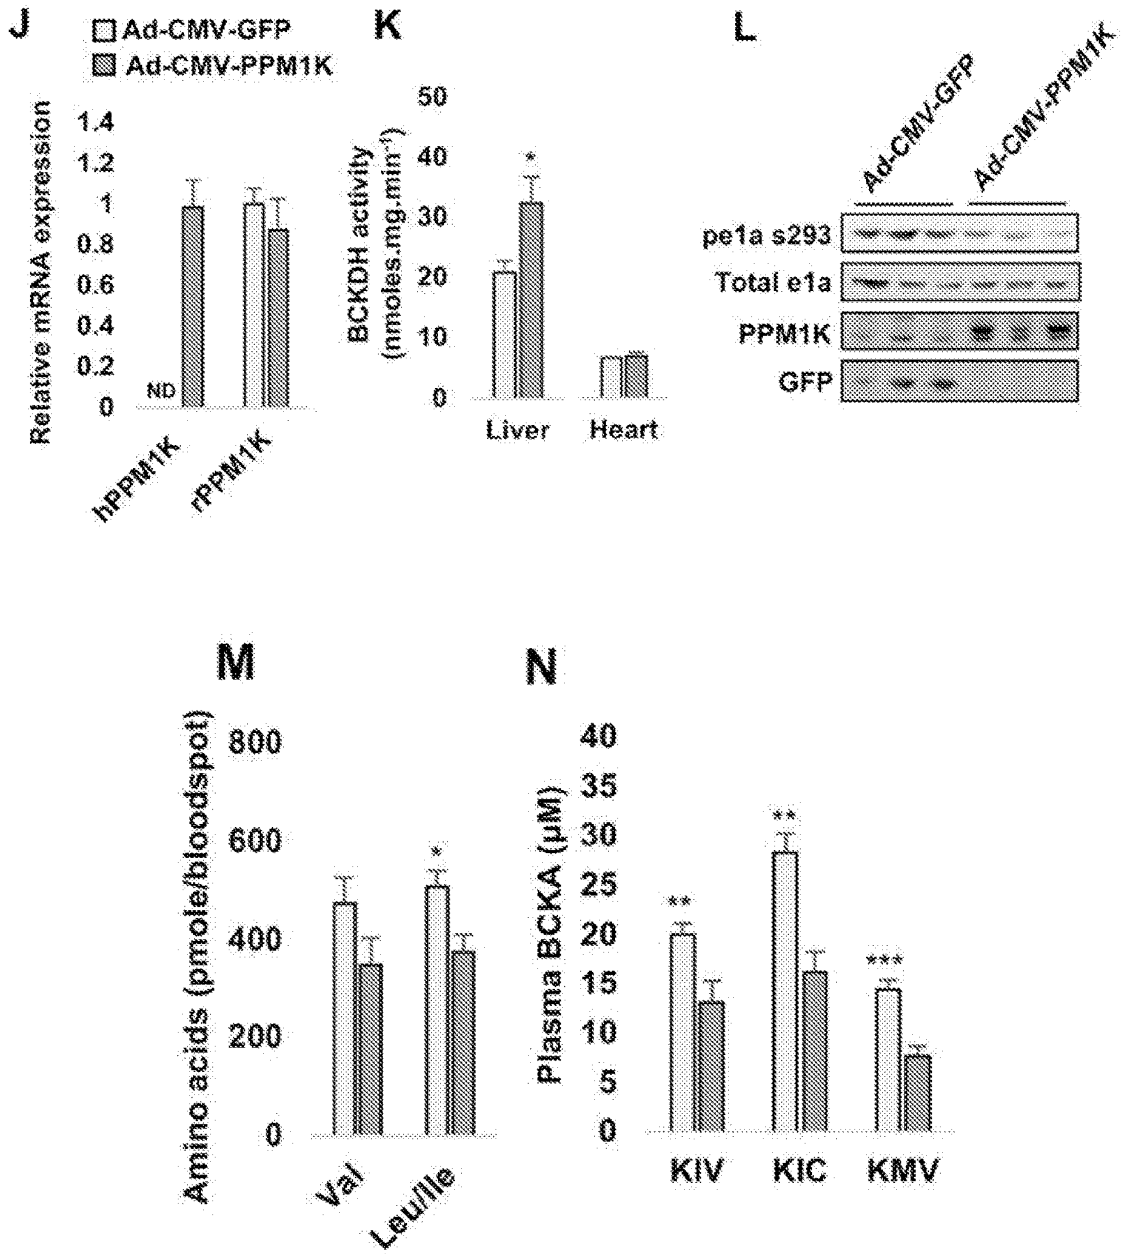 J
Ad-CMV-GFP
Ad-CMV-PPM1K
Relative mRNA expression
1.4
1.2
1
0.8
0.6
0.4
0.2
0
ND
hPPM1K
rPPM1K
K
BCKDH activity
(nmoles.mg.min⁻¹)
50
40
30
20
10
0
*
Liver
Heart
L
Ad-CMV-GFP
Ad-CMV-PPM1K
pe1a s293
Total e1a
PPM1K
GFP
M
Amino acids (pmole/bloodspot)
800
600
400
200
0
*
Val
Leu/Ile
N
Plasma BCKA (µM)
40
35
30
25
20
15
10
5
0
**
**
***
KIV
KIC
KMV